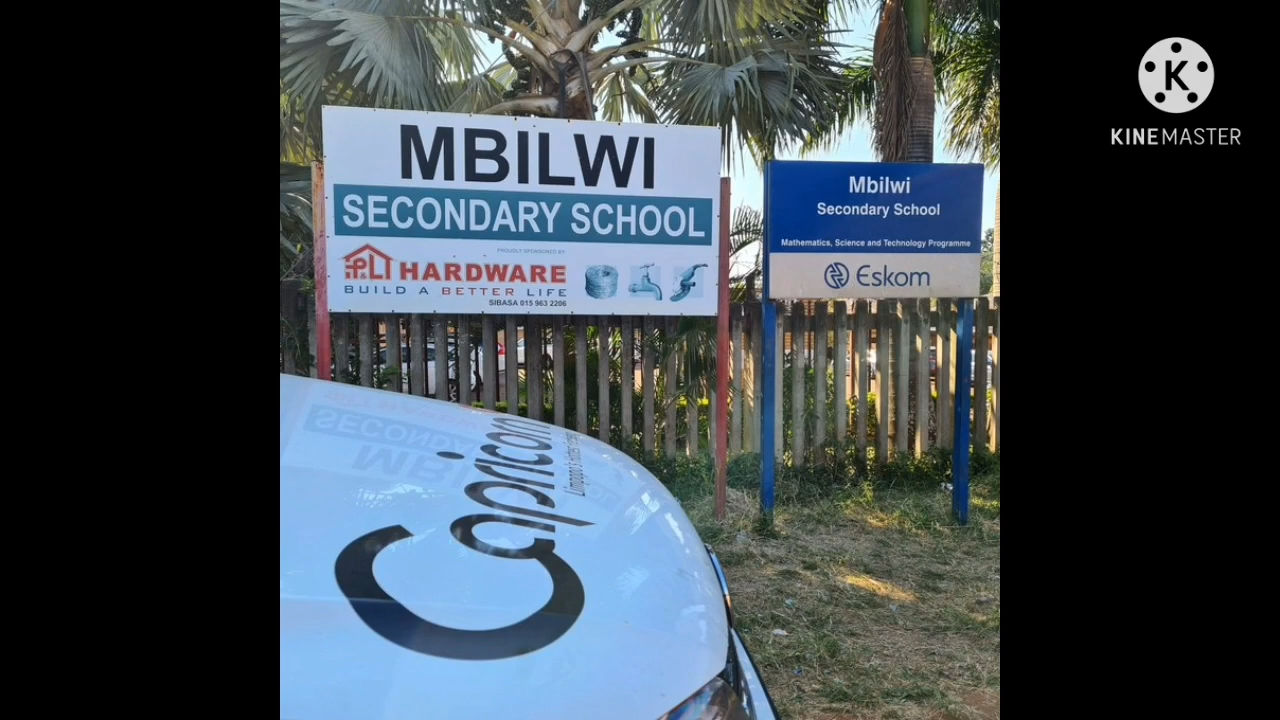 MBILWI
SECONDARY SCHOOL
PROUDLY SPONSORED BY
HARDWARE
BUILD A BETTER LIFE
SIBASA 015 963 2206
Mbilwi
Secondary School
Mathematics, Science and Technology Programme
Eskom
Capricorn
K
KINEMASTER